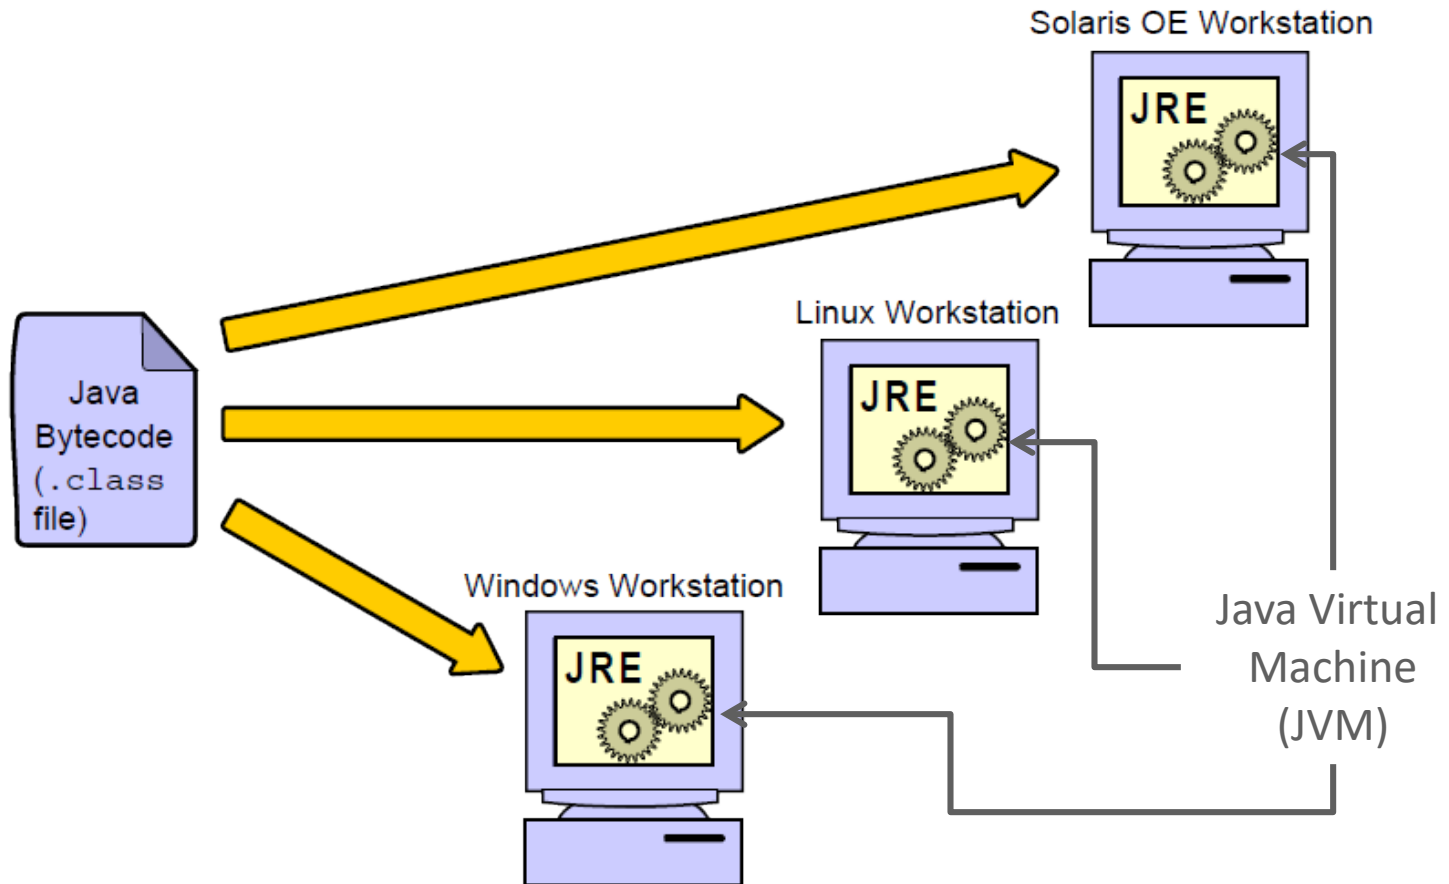 Solaris OE Workstation
JRE
Linux Workstation
JRE
Java
Bytecode
(.class
file)
Windows Workstation
JRE
Java Virtual
Machine
(JVM)